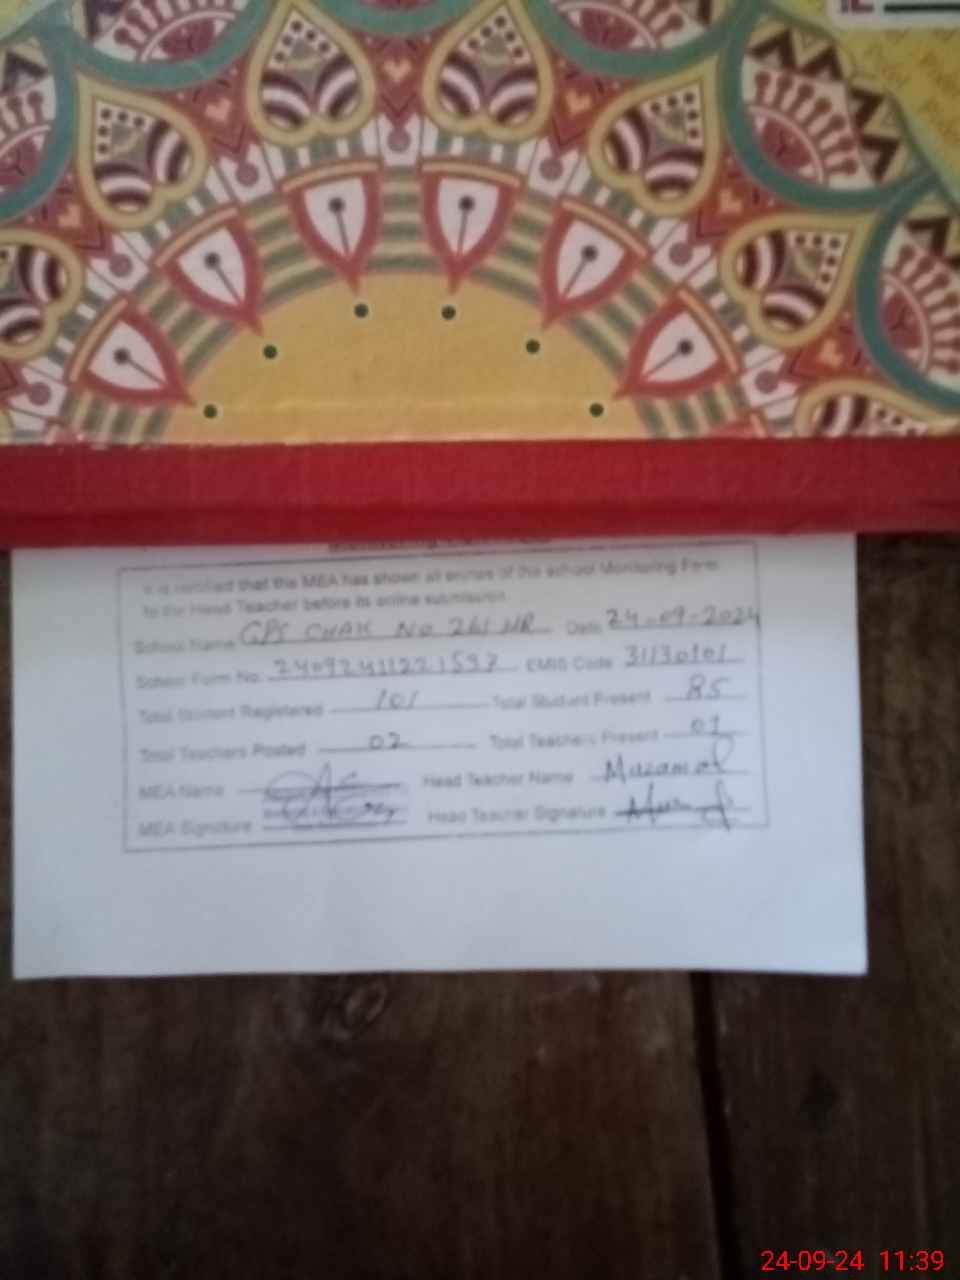 It is certified that the MEA has shown all entries of the school Monitoring Form
to the Head Teacher before its online submission.
School Name GPS CHAK No 261 HR Date 24-09-2024
School Form No. 24092411221597 EMIS Code 31130101
Total Student Registered 101 Total Student Present 85
Total Teachers Posted 02 Total Teachers Present 01
MEA Name Head Teacher Name Muzamal
MEA Signature Head Teacher Signature
24-09-24 11:39